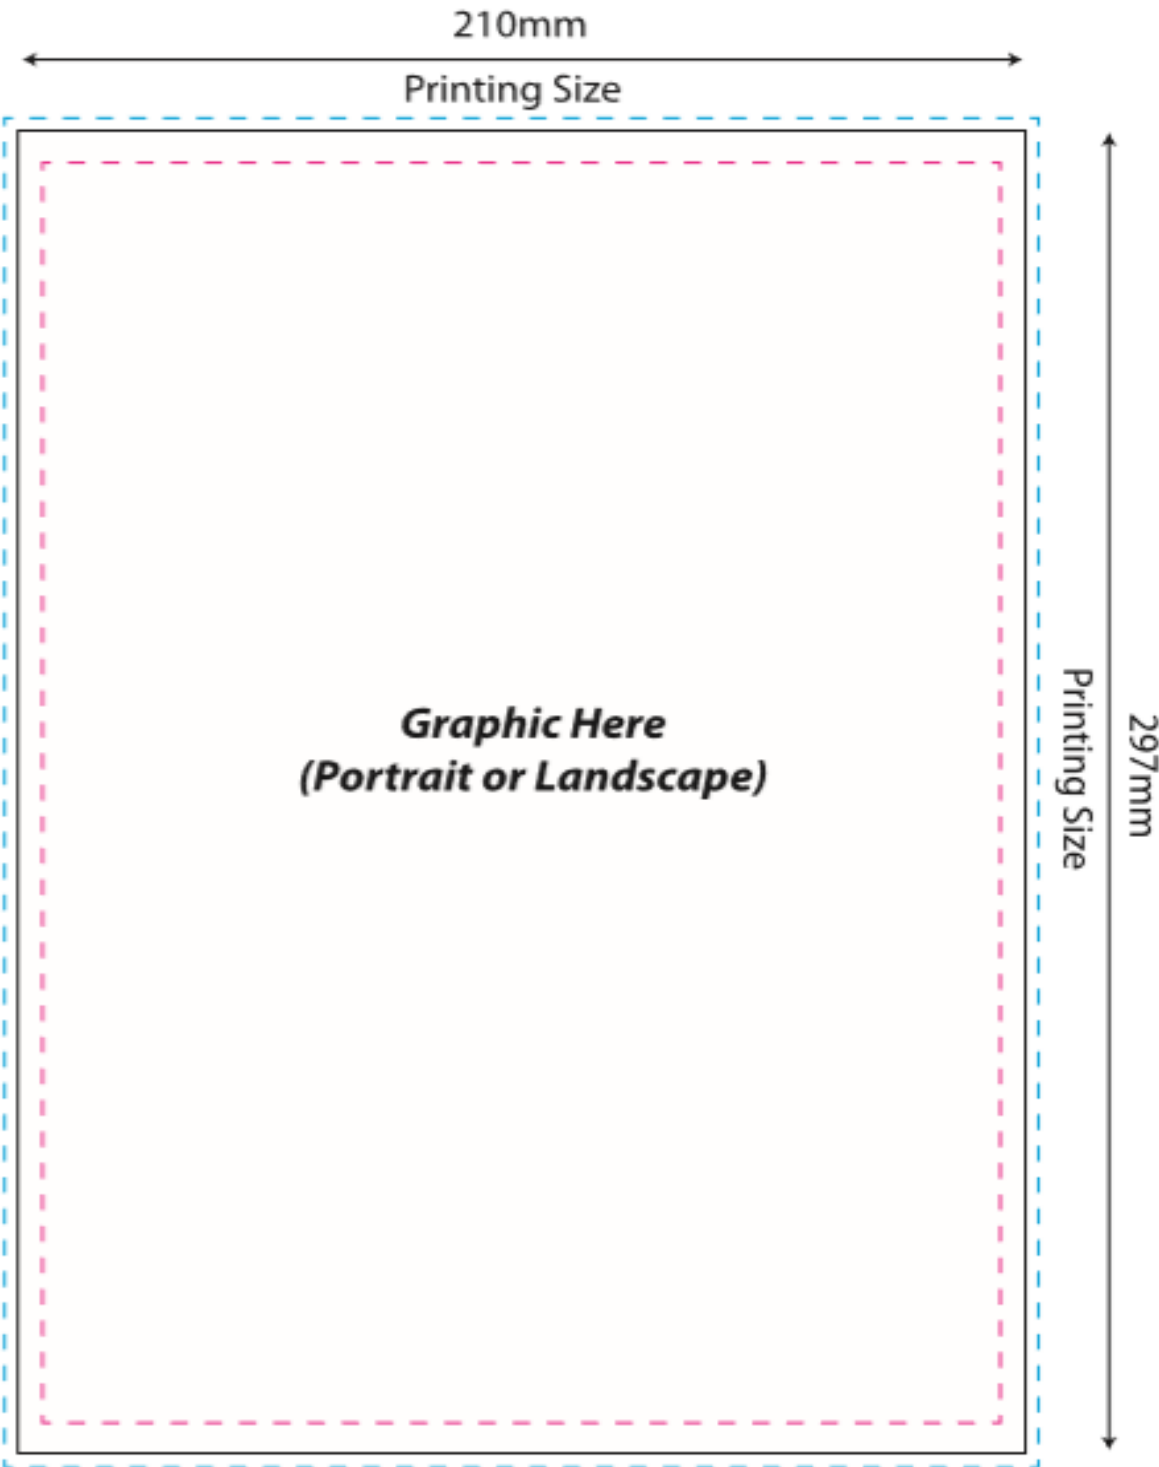 210mm
Printing Size
Graphic Here
(Portrait or Landscape)
Printing Size
297mm